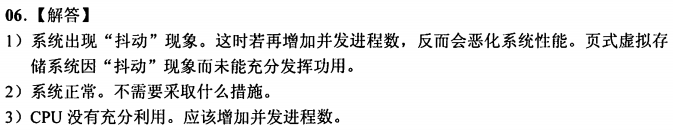 06.【解答】
1）系统出现“抖动”现象。这时若再增加并发进程数，反而会恶化系统性能。页式虚拟存
储系统因“抖动”现象而未能充分发挥功用。
2）系统正常。不需要采取什么措施。
3）CPU 没有充分利用。应该增加并发进程数。